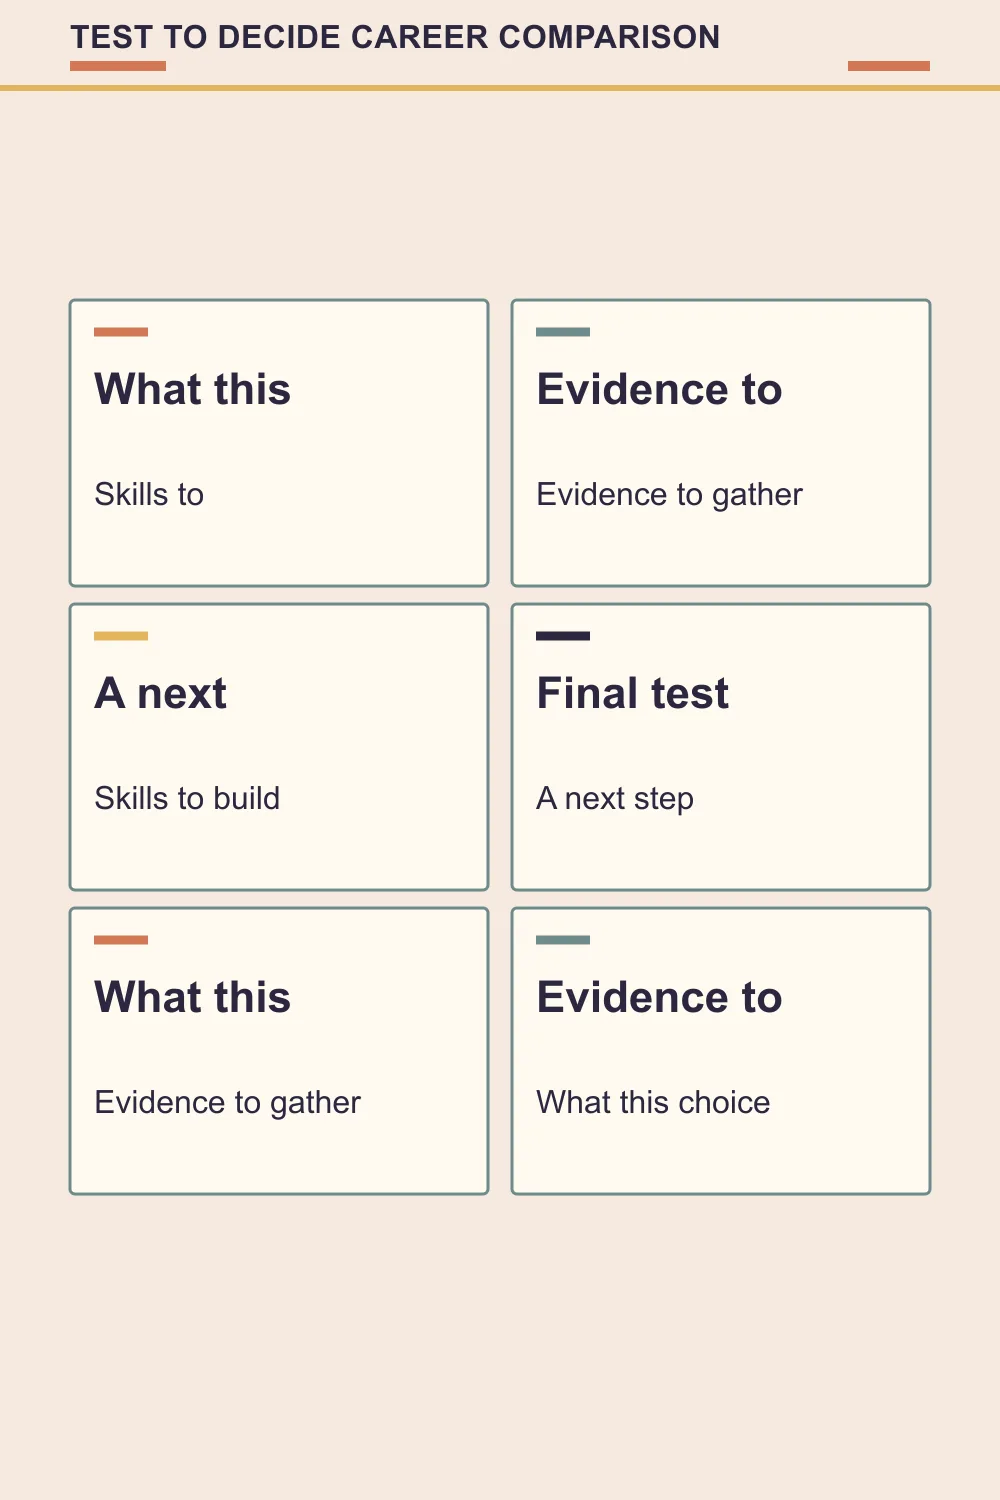 TEST TO DECIDE CAREER COMPARISON
What this
Skills to
Evidence to
Evidence to gather
A next
Skills to build
Final test
A next step
What this
Evidence to gather
Evidence to
What this choice